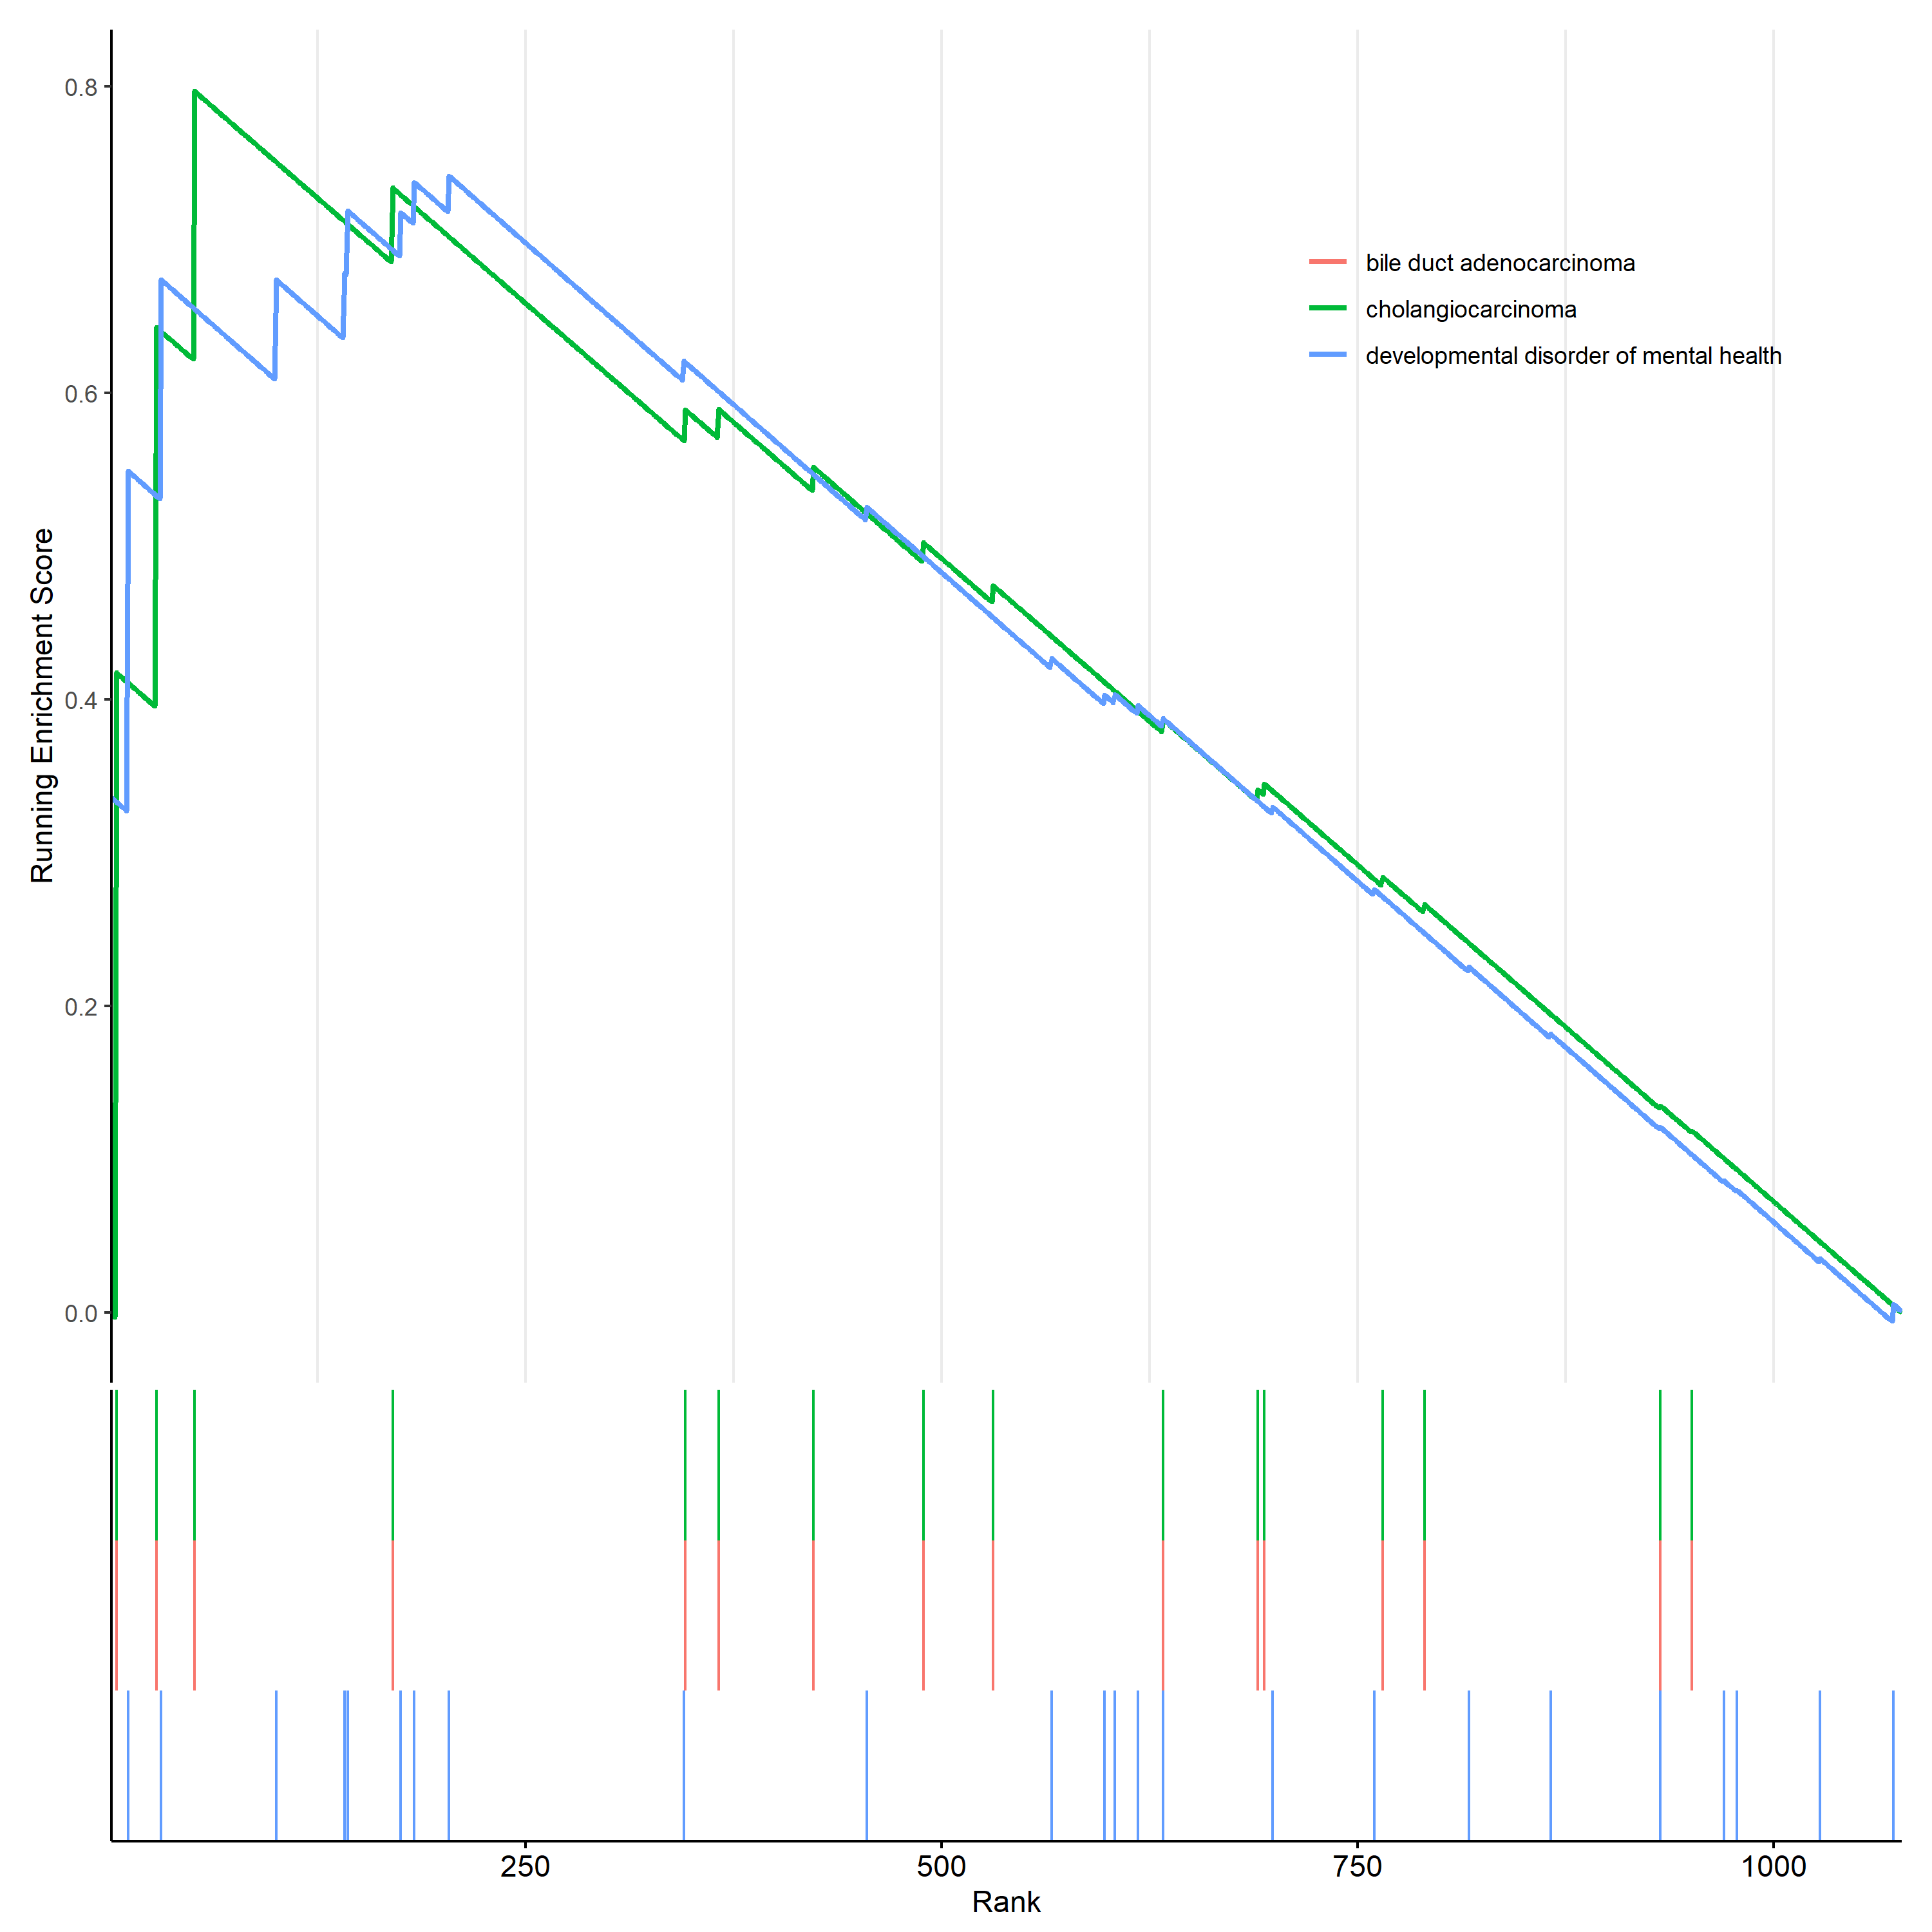 Running Enrichment Score
0.8
0.6
0.4
0.2
0.0
bile duct adenocarcinoma
cholangiocarcinoma
developmental disorder of mental health
250
500
750
1000
Rank